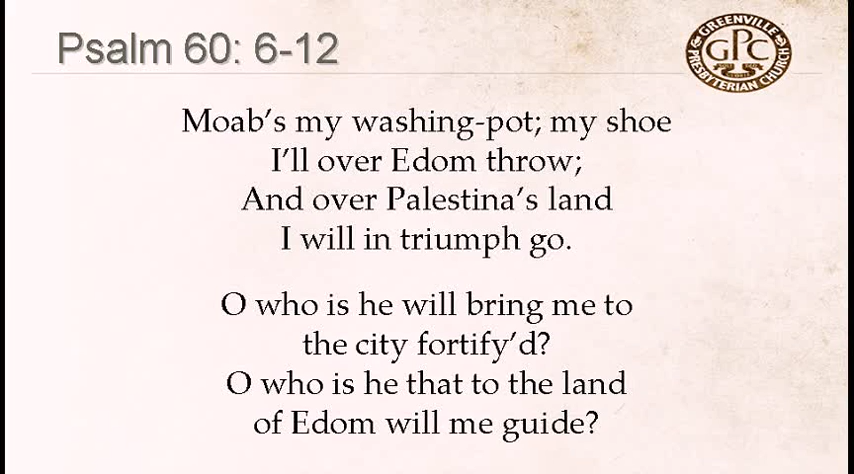 Psalm 60: 6-12
GREENVILLE
GPC
PRESBYTERIAN CHURCH
Moab’s my washing-pot; my shoe
I’ll over Edom throw;
And over Palestina’s land
I will in triumph go.
O who is he will bring me to
the city fortify’d?
O who is he that to the land
of Edom will me guide?